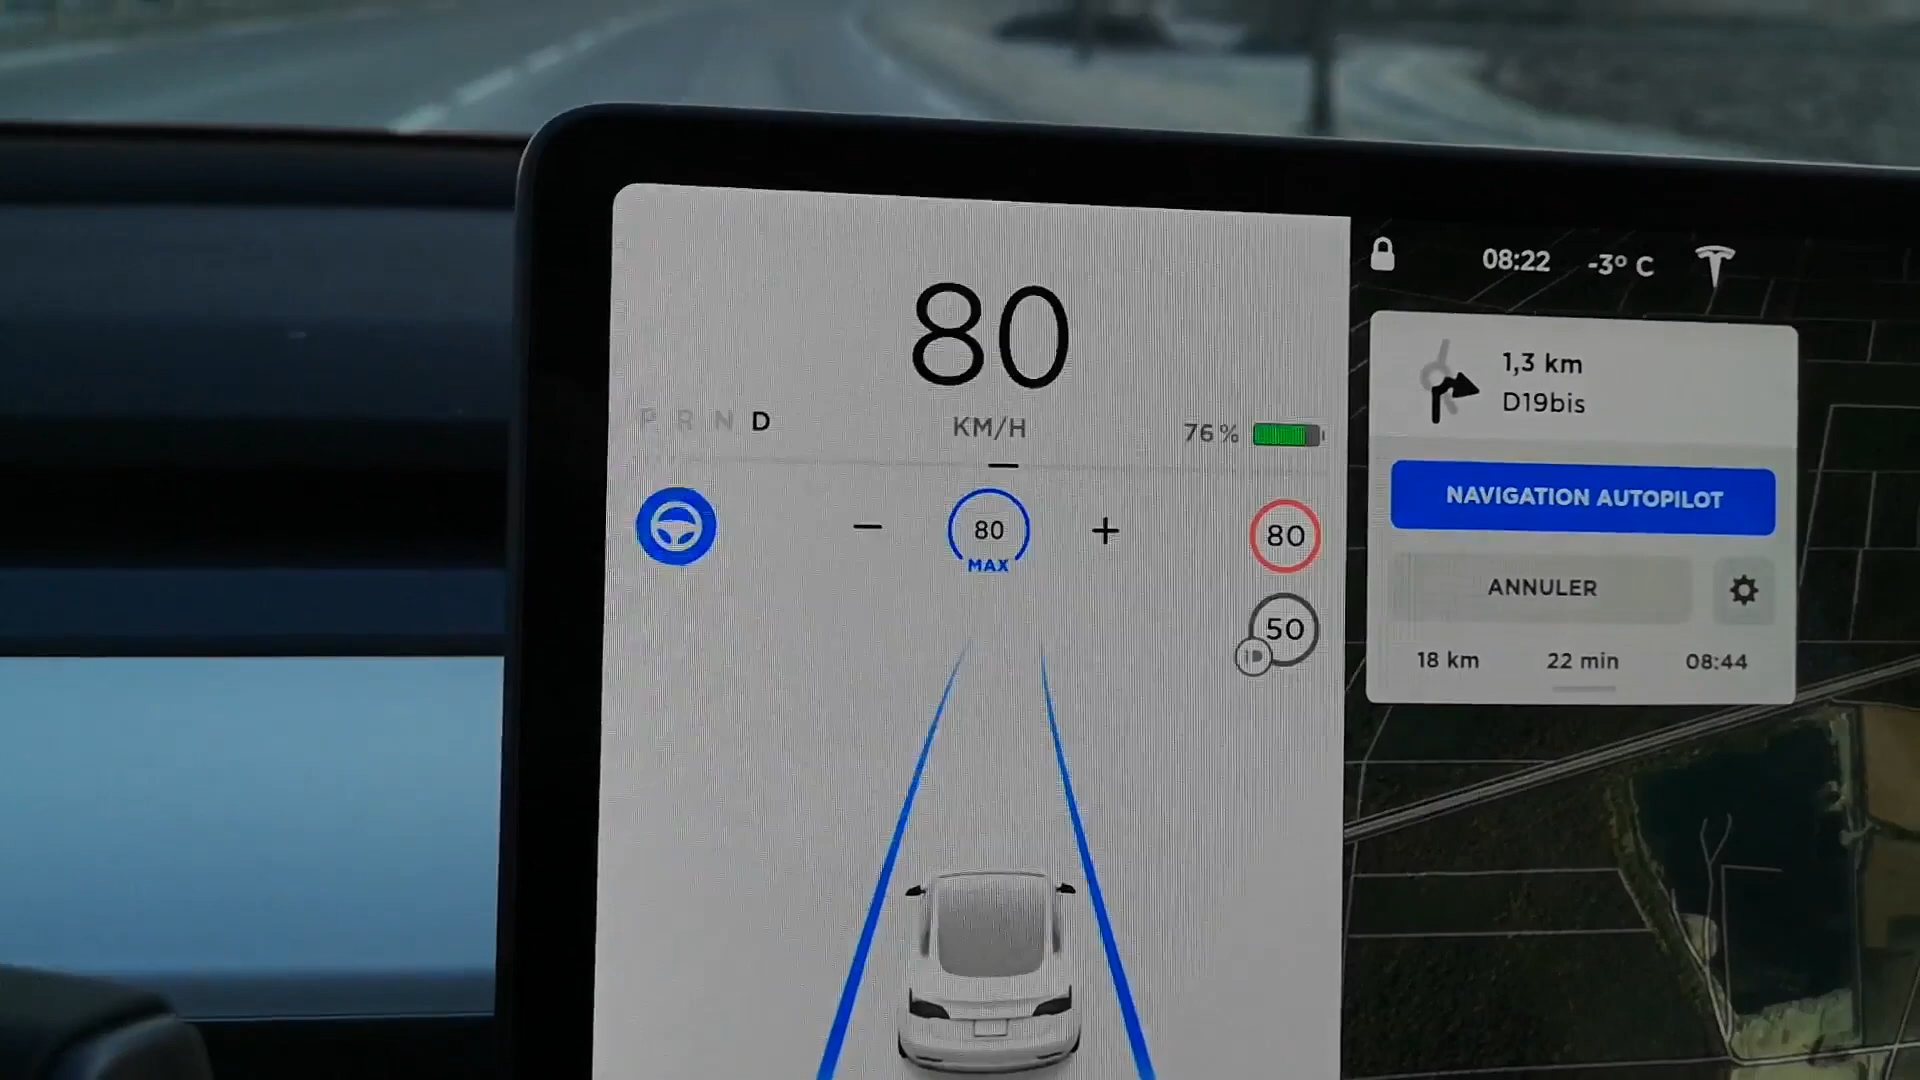 80
P R N D
KM/H
76 %
80
MAX
80
50
08:22 -3° C
1,3 km
D19bis
NAVIGATION AUTOPILOT
ANNULER
18 km 22 min 08:44